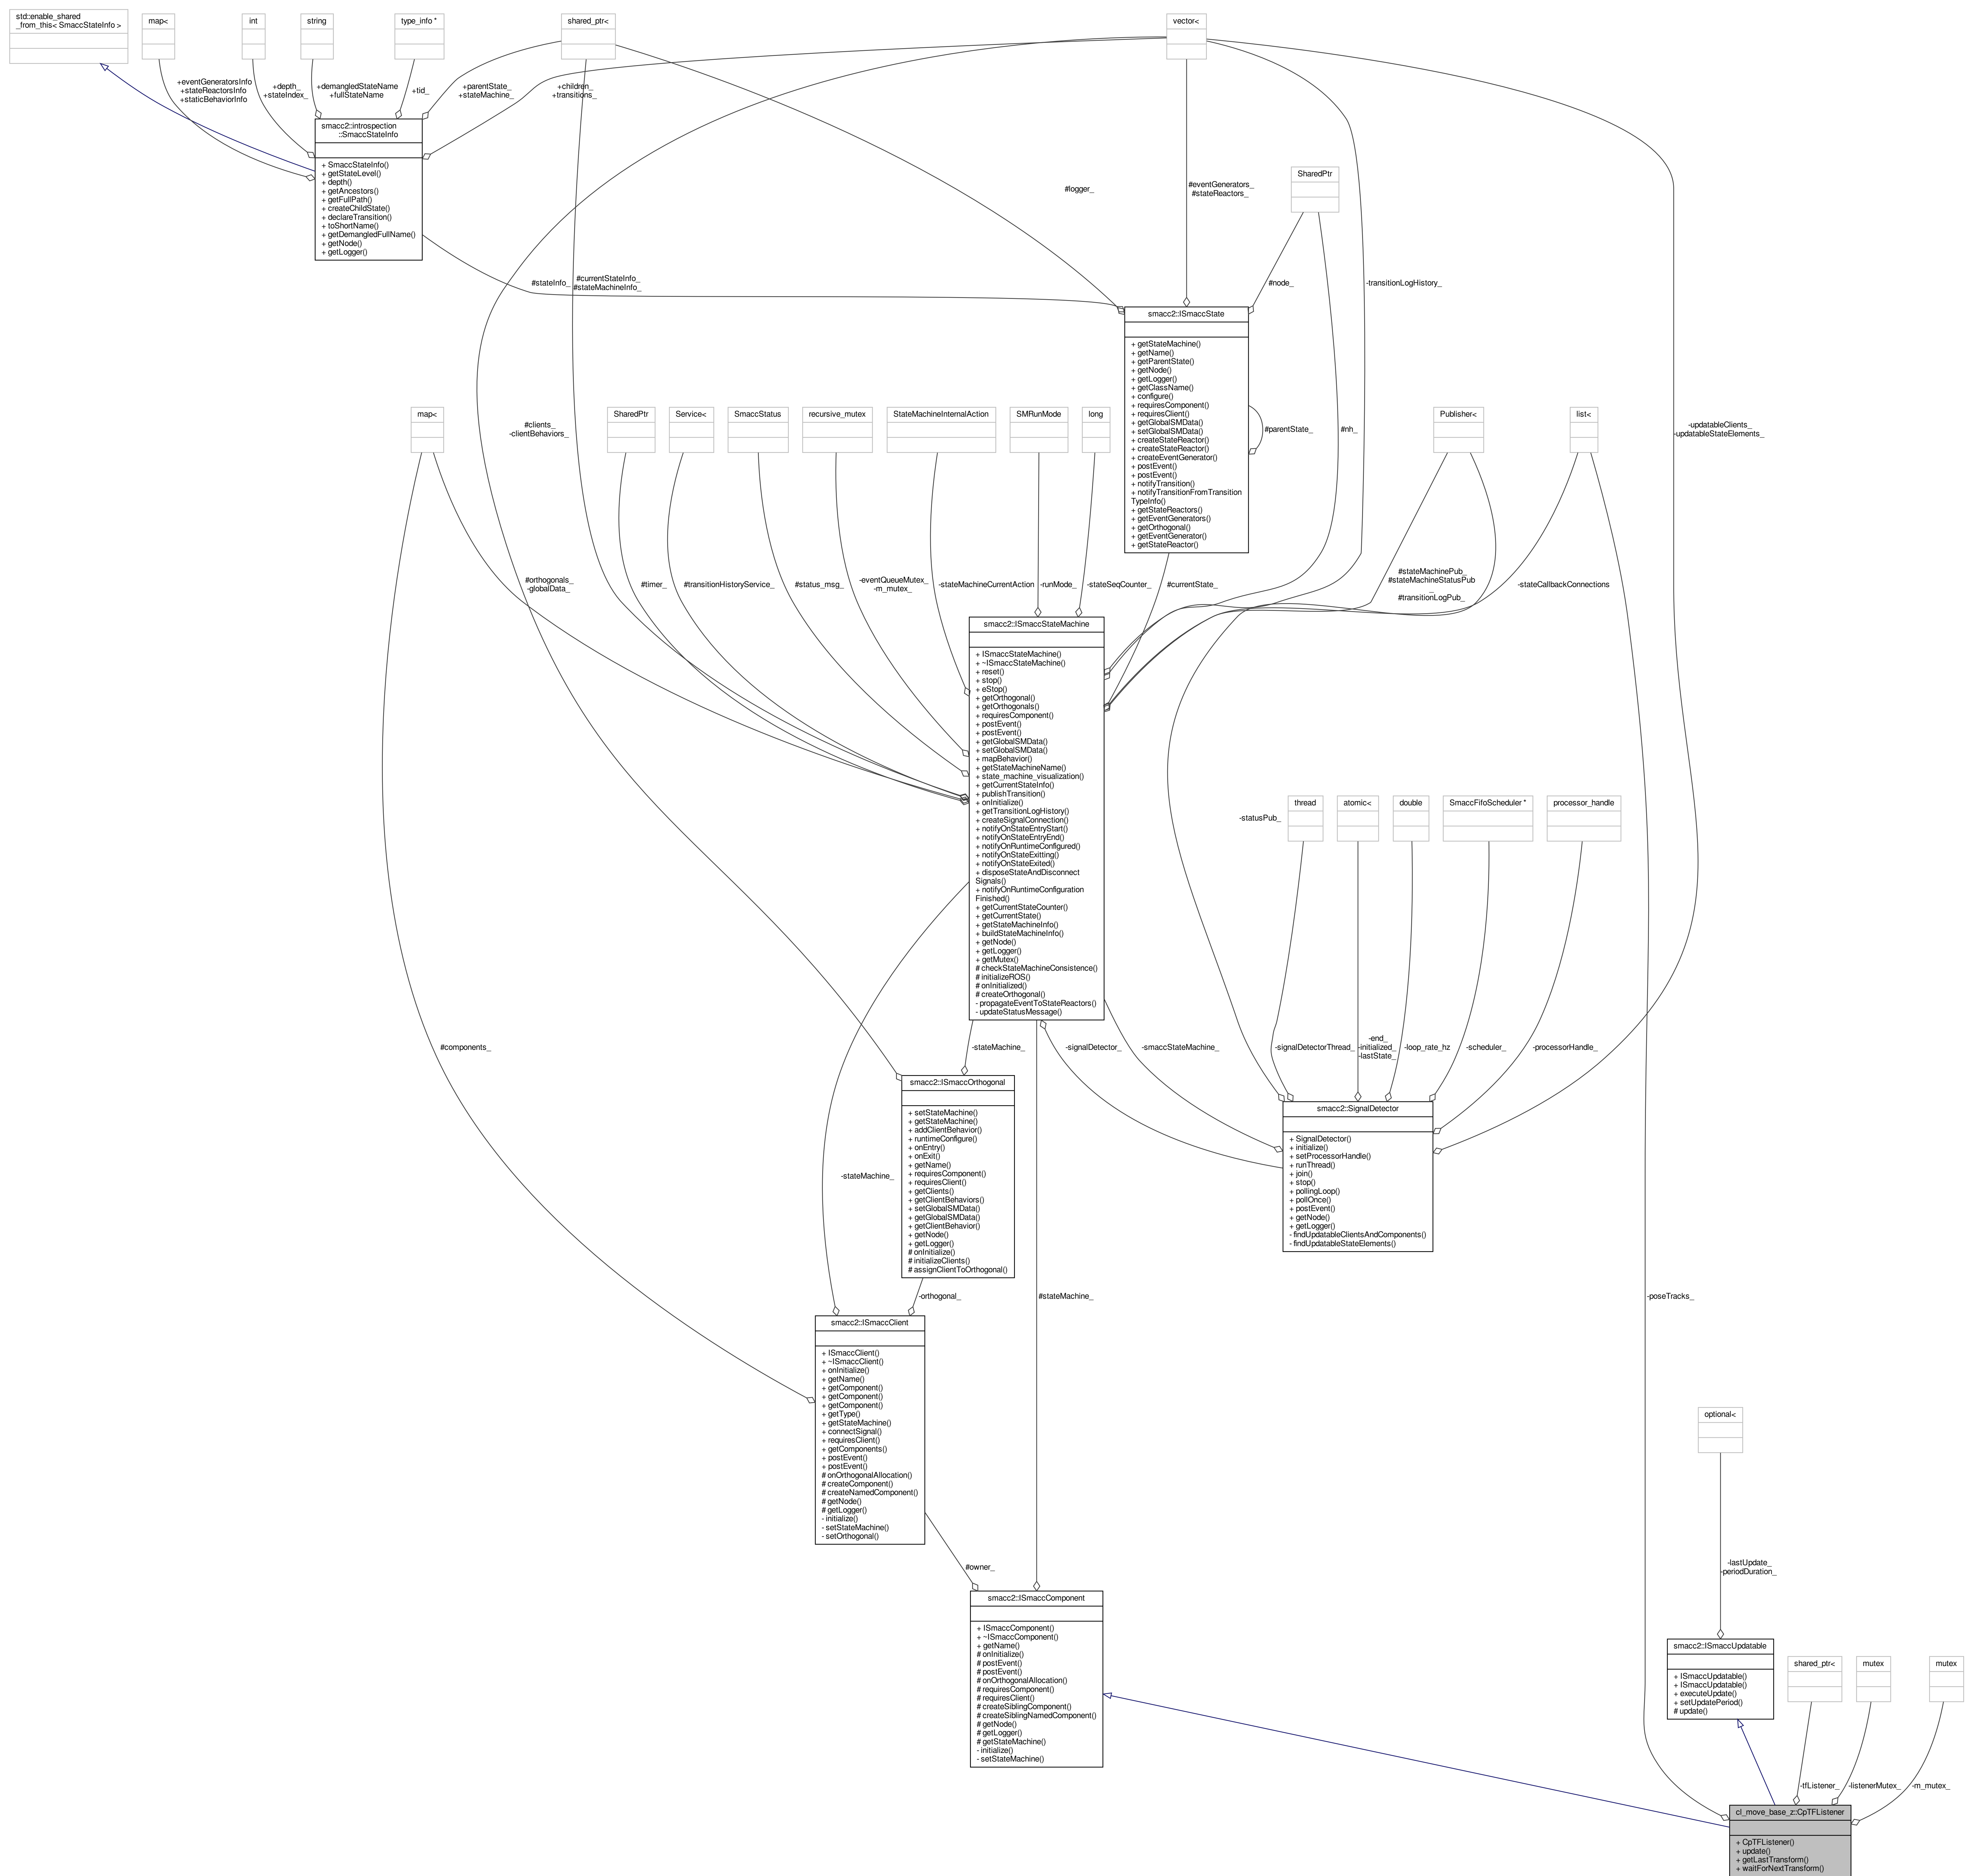 std::enable_shared
_from_this< SmaccStateInfo >
map<
int
string
type_info *
shared_ptr<
vector<
+eventGeneratorsInfo
+stateReactorsInfo
+staticBehaviorInfo
+depth_
+stateIndex_
+demangledStateName
+fullStateName
+tid_
+parentState_
+stateMachine_
+children_
+transitions_
smacc2::introspection
::SmaccStateInfo
+ SmaccStateInfo()
+ getStateLevel()
+ depth()
+ getAncestors()
+ getFullPath()
+ createChildState()
+ declareTransition()
+ toShortName()
+ getDemangledFullName()
+ getNode()
+ getLogger()
#logger_
#eventGenerators_
#stateReactors_
SharedPtr
#stateInfo_
#currentStateInfo_
#stateMachineInfo_
#node_
-transitionLogHistory_
smacc2::ISmaccState
+ getStateMachine()
+ getName()
+ getParentState()
+ getNode()
+ getLogger()
+ getClassName()
+ configure()
+ requiresComponent()
+ requiresClient()
+ getGlobalSMData()
+ setGlobalSMData()
+ createStateReactor()
+ createStateReactor()
+ createEventGenerator()
+ postEvent()
+ postEvent()
+ notifyTransition()
+ notifyTransitionFromTransition
TypeInfo()
+ getStateReactors()
+ getEventGenerators()
+ getOrthogonal()
+ getEventGenerator()
+ getStateReactor()
#parentState_
#nh_
map<
#clients_
-clientBehaviors_
SharedPtr
Service<
SmaccStatus
recursive_mutex
StateMachineInternalAction
SMRunMode
long
Publisher<
list<
-updatableClients_
-updatableStateElements_
#orthogonals_
-globalData_
#timer_
#transitionHistoryService_
#status_msg_
-eventQueueMutex_
-m_mutex_
-stateMachineCurrentAction
-runMode_
-stateSeqCounter_
#currentState_
#stateMachinePub_
#stateMachineStatusPub
_
#transitionLogPub_
-stateCallbackConnections
smacc2::ISmaccStateMachine
+ ISmaccStateMachine()
+ ~ISmaccStateMachine()
+ reset()
+ stop()
+ eStop()
+ getOrthogonal()
+ getOrthogonals()
+ requiresComponent()
+ postEvent()
+ postEvent()
+ getGlobalSMData()
+ setGlobalSMData()
+ mapBehavior()
+ getStateMachineName()
+ state_machine_visualization()
+ getCurrentStateInfo()
+ publishTransition()
+ onInitialize()
+ getTransitionLogHistory()
+ createSignalConnection()
+ notifyOnStateEntryStart()
+ notifyOnStateEntryEnd()
+ notifyOnRuntimeConfigured()
+ notifyOnStateExitting()
+ notifyOnStateExited()
+ disposeStateAndDisconnect
Signals()
+ notifyOnRuntimeConfiguration
Finished()
+ getCurrentStateCounter()
+ getCurrentState()
+ getStateMachineInfo()
+ buildStateMachineInfo()
+ getNode()
+ getLogger()
+ getMutex()
# checkStateMachineConsistence()
# initializeROS()
# onInitialized()
# createOrthogonal()
- propagateEventToStateReactors()
- updateStatusMessage()
-statusPub_
thread
atomic<
double
SmaccFifoScheduler *
processor_handle
#components_
-stateMachine_
-signalDetector_
-smaccStateMachine_
-signalDetectorThread_
-end_
-initialized_
-lastState_
-loop_rate_hz
-scheduler_
-processorHandle_
smacc2::ISmaccOrthogonal
+ setStateMachine()
+ getStateMachine()
+ addClientBehavior()
+ runtimeConfigure()
+ onEntry()
+ onExit()
+ getName()
+ requiresComponent()
+ requiresClient()
+ getClients()
+ getClientBehaviors()
+ setGlobalSMData()
+ getGlobalSMData()
+ getClientBehavior()
+ getNode()
+ getLogger()
# onInitialize()
# initializeClients()
# assignClientToOrthogonal()
smacc2::SignalDetector
+ SignalDetector()
+ initialize()
+ setProcessorHandle()
+ runThread()
+ join()
+ stop()
+ pollingLoop()
+ pollOnce()
+ postEvent()
+ getNode()
+ getLogger()
- findUpdatableClientsAndComponents()
- findUpdatableStateElements()
-stateMachine_
-orthogonal_
#stateMachine_
-poseTracks_
smacc2::ISmaccClient
+ ISmaccClient()
+ ~ISmaccClient()
+ onInitialize()
+ getName()
+ getComponent()
+ getComponent()
+ getComponent()
+ getType()
+ getStateMachine()
+ connectSignal()
+ requiresClient()
+ getComponents()
+ postEvent()
+ postEvent()
# onOrthogonalAllocation()
# createComponent()
# createNamedComponent()
# getNode()
# getLogger()
- initialize()
- setStateMachine()
- setOrthogonal()
optional<
#owner_
-lastUpdate_
-periodDuration_
smacc2::ISmaccComponent
+ ISmaccComponent()
+ ~ISmaccComponent()
+ getName()
# onInitialize()
# postEvent()
# postEvent()
# onOrthogonalAllocation()
# requiresComponent()
# requiresClient()
# createSiblingComponent()
# createSiblingNamedComponent()
# getNode()
# getLogger()
# getStateMachine()
- initialize()
- setStateMachine()
smacc2::ISmaccUpdatable
+ ISmaccUpdatable()
+ ISmaccUpdatable()
+ executeUpdate()
+ setUpdatePeriod()
# update()
shared_ptr<
mutex
mutex
-tfListener_
-listenerMutex_
-m_mutex_
cl_move_base_z::CpTFListener
+ CpTFListener()
+ update()
+ getLastTransform()
+ waitForNextTransform()